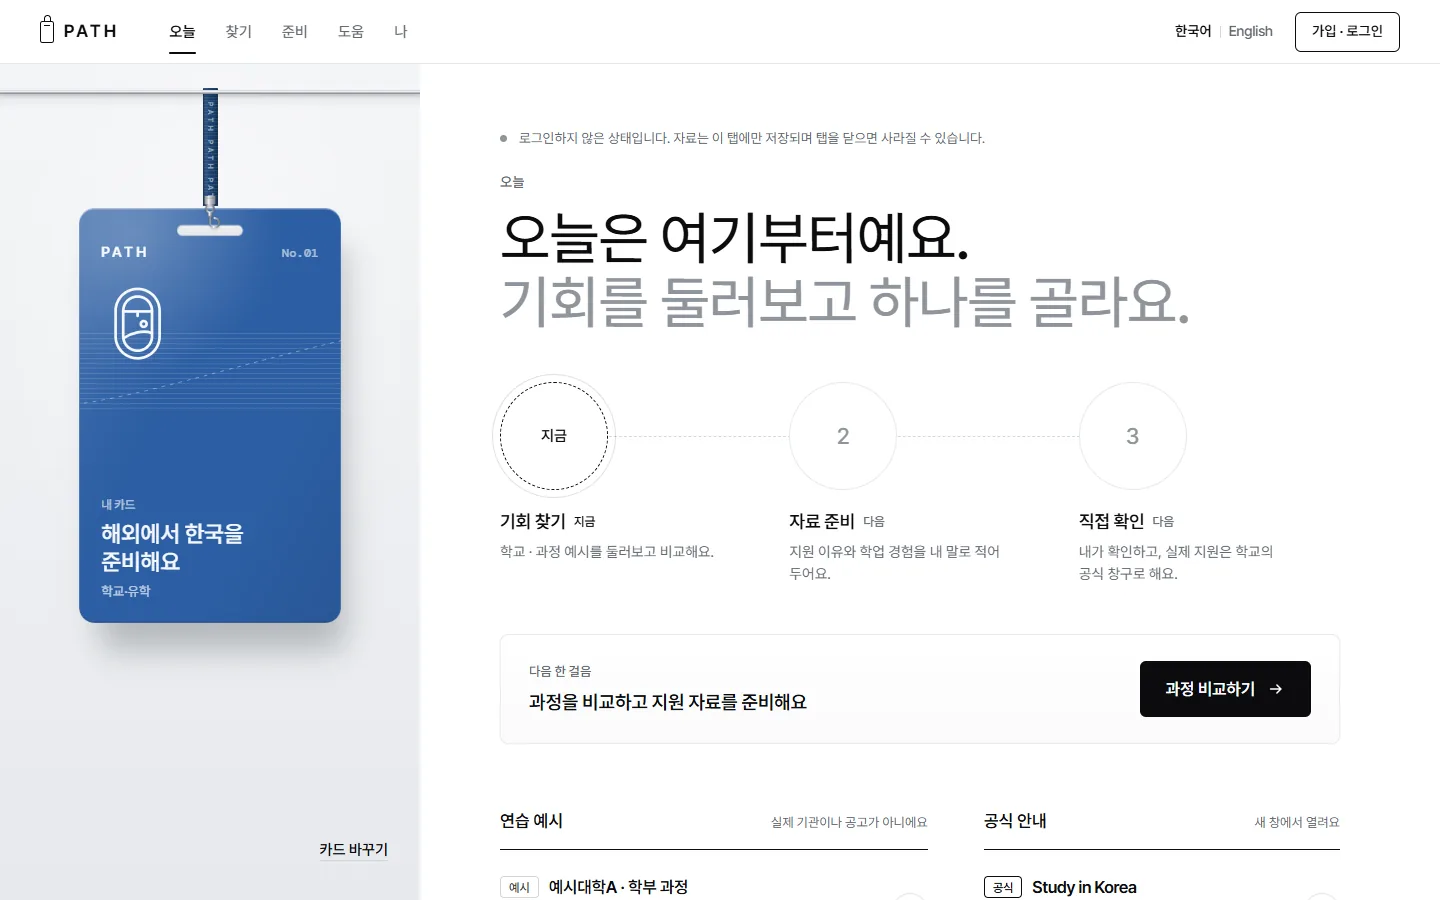 PATH
오늘
찾기
준비
도움
나
한국어
English
가입 · 로그인
PATH PATH PA
PATH
No.01
내 카드
해외에서 한국을
준비해요
학교·유학
카드 바꾸기
로그인하지 않은 상태입니다. 자료는 이 탭에만 저장되며 탭을 닫으면 사라질 수 있습니다.
오늘
오늘은 여기부터예요.
기회를 둘러보고 하나를 골라요.
지금
2
3
기회 찾기 지금
학교 · 과정 예시를 둘러보고 비교해요.
자료 준비 다음
지원 이유와 학업 경험을 내 말로 적어
두어요.
직접 확인 다음
내가 확인하고, 실제 지원은 학교의
공식 창구로 해요.
다음 한 걸음
과정을 비교하고 지원 자료를 준비해요
과정 비교하기 →
연습 예시
실제 기관이나 공고가 아니에요
예시 예시대학A · 학부 과정
공식 안내
새 창에서 열려요
공식 Study in Korea